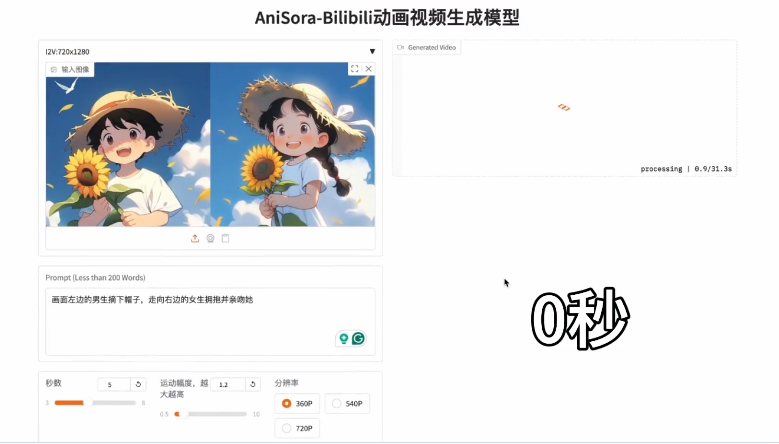 AniSora-Bilibili动画视频生成模型
I2V:720x1280
输入图像
Generated Video
processing | 0.9/31.3s
Prompt (Less than 200 Words)
画面左边的男生摘下帽子，走向右边的女生拥抱并亲吻她
0秒
秒数
5
3
8
运动幅度，越大越高
1.2
0.5
10
分辨率
360P
540P
720P